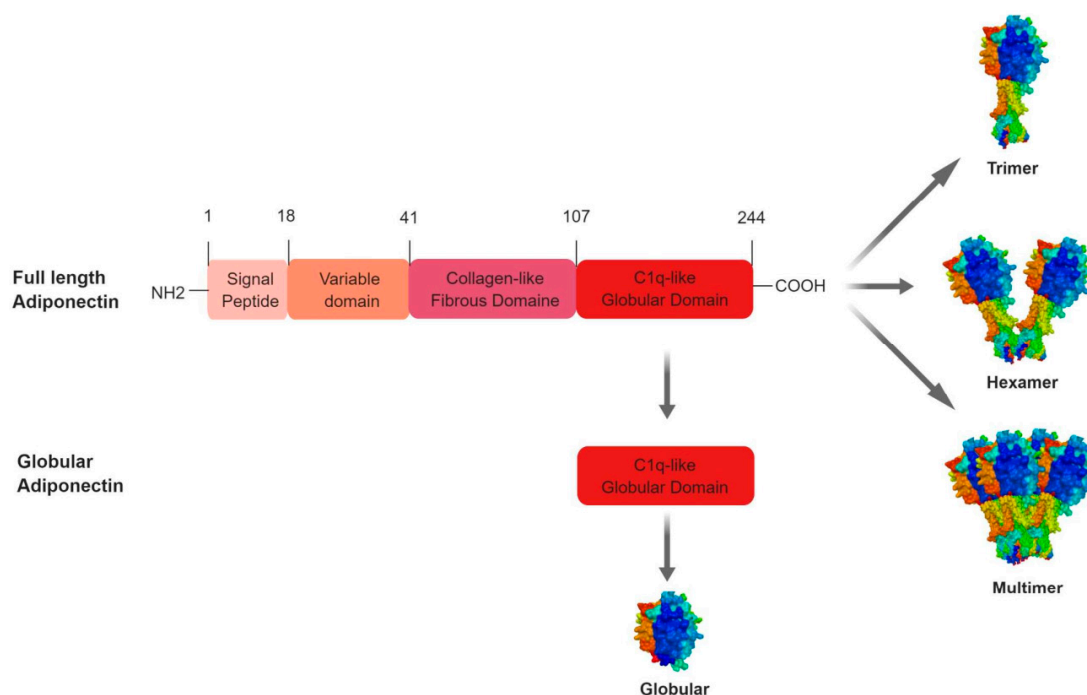 Trimer
1 18 41 107 244
Full length
Adiponectin
NH2
Signal
Peptide
Variable
domain
Collagen-like
Fibrous Domaine
C1q-like
Globular Domain
COOH
Hexamer
Globular
Adiponectin
C1q-like
Globular Domain
Multimer
Globular